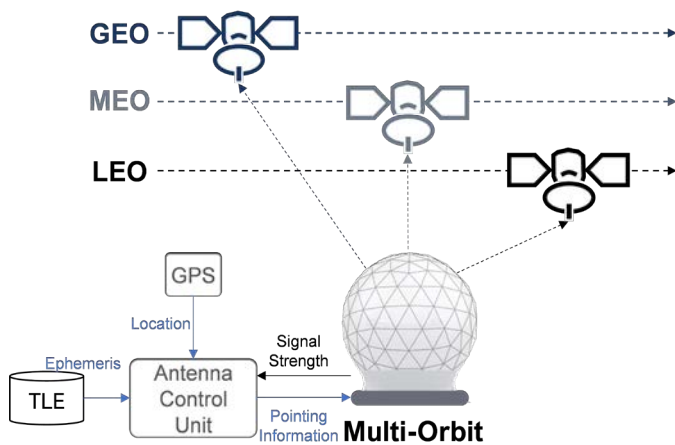 GEO
MEO
LEO
GPS
Location
Signal
Strength
Ephemeris
TLE
Antenna
Control
Unit
Pointing
Information
Multi-Orbit